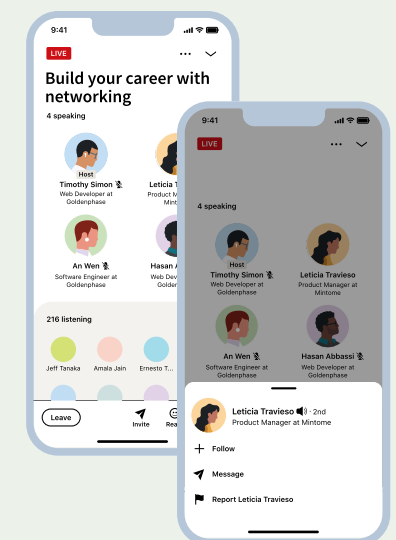 9:41
LIVE
Build your career with
networking
4 speaking
Host
Timothy Simon
Web Developer at
Goldenphase
Leticia
Product
An Wen
Software Engineer at
Goldenphase
Hasan
Web
216 listening
Jeff Tanaka
Amala Jain
Ernesto T...
Leave
Invite
9:41
LIVE
4 speaking
Host
Timothy Simon
Web Developer at
Goldenphase
Leticia Travieso
Product Manager at
Mintome
An Wen
Software Engineer at
Goldenphase
Hasan Abbassi
Web Developer at
Goldenphase
Leticia Travieso · 2nd
Product Manager at Mintome
Follow
Message
Report Leticia Travieso